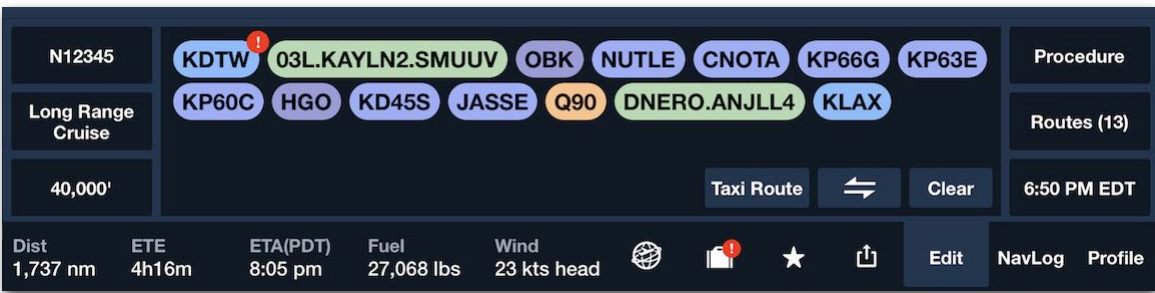 N12345
Long Range
Cruise
40,000'
KDTW ! 03L.KAYLN2.SMUUV OBK NUTLE CNOTA KP66G KP63E
KP60C HGO KD45S JASSE Q90 DNERO.ANJLL4 KLAX
Taxi Route Clear
Procedure
Routes (13)
6:50 PM EDT
Dist ETE ETA(PDT) Fuel Wind
1,737 nm 4h16m 8:05 pm 27,068 lbs 23 kts head
!
Edit NavLog Profile